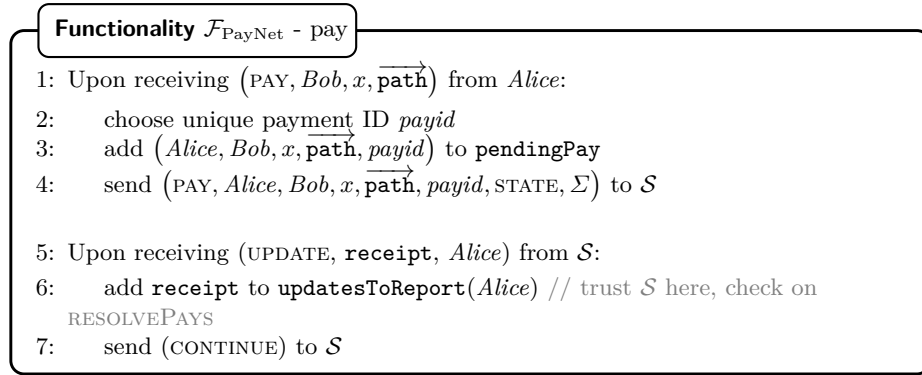 Functionality F_PayNet - pay
1: Upon receiving (PAY, Bob, x, path→) from Alice:
2: choose unique payment ID payid
3: add (Alice, Bob, x, path→, payid) to pendingPay
4: send (PAY, Alice, Bob, x, path→, payid, STATE, Σ) to S
5: Upon receiving (UPDATE, receipt, Alice) from S:
6: add receipt to updatesToReport(Alice) // trust S here, check on
RESOLVEPAYS
7: send (CONTINUE) to S